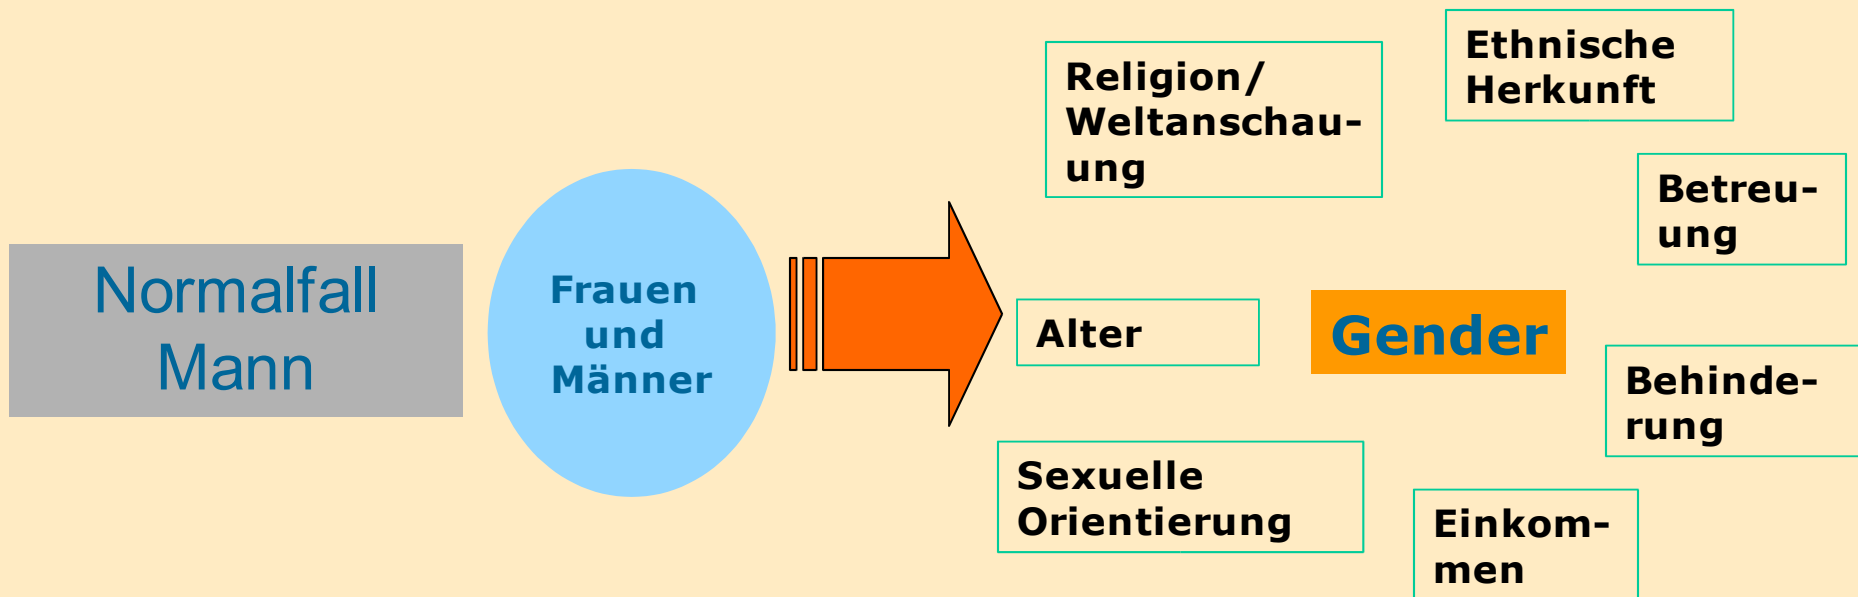 Normalfall
Mann
Frauen
und
Männer
Religion/
Weltanschau-
ung
Ethnische
Herkunft
Betreu-
ung
Alter
Gender
Behinde-
rung
Sexuelle
Orientierung
Einkom-
men